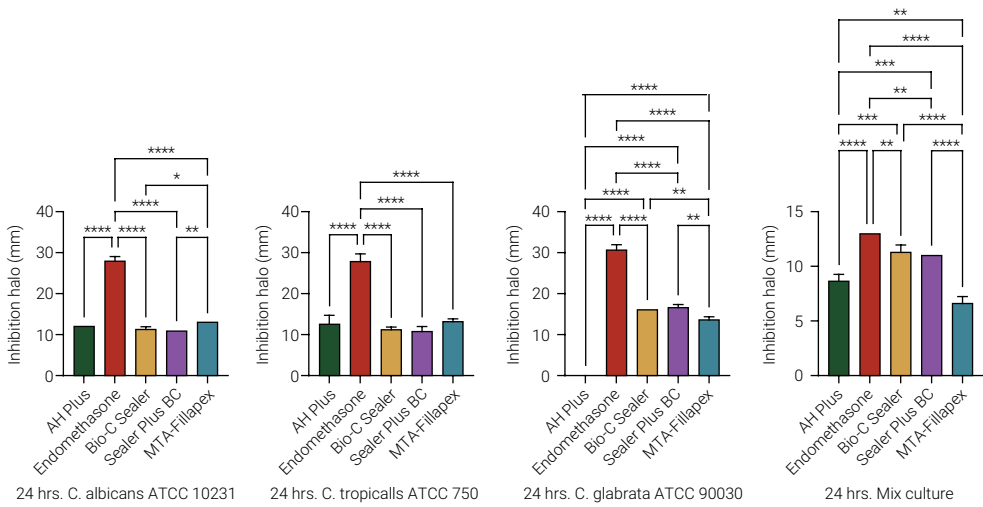 ****
*
****
**** **** **
Inhibition halo (mm)
40
30
20
10
0
AH Plus
Endomethasone
Bio-C Sealer
Sealer Plus BC
MTA-Fillapex
24 hrs. C. albicans ATCC 10231
****
****
**** ****
Inhibition halo (mm)
40
30
20
10
0
AH Plus
Endomethasone
Bio-C Sealer
Sealer Plus BC
MTA-Fillapex
24 hrs. C. tropicalls ATCC 750
****
****
****
****
**** **
**** **** **
Inhibition halo (mm)
40
30
20
10
0
AH Plus
Endomethasone
Bio-C Sealer
Sealer Plus BC
MTA-Fillapex
24 hrs. C. glabrata ATCC 90030
**
****
***
**
*** ****
**** ** ****
Inhibition halo (mm)
15
10
5
0
AH Plus
Endomethasone
Bio-C Sealer
Sealer Plus BC
MTA-Fillapex
24 hrs. Mix culture